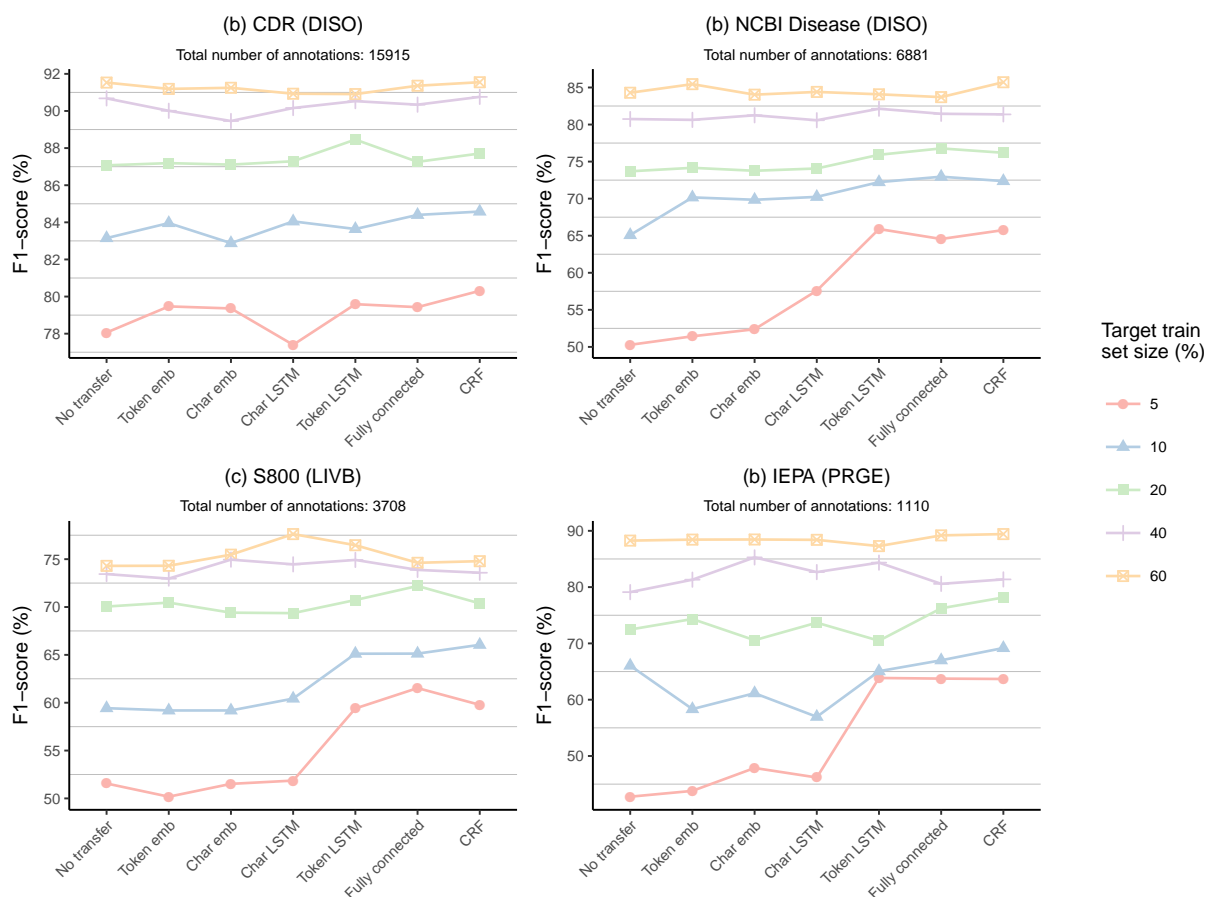 (b) CDR (DISO)
Total number of annotations: 15915
F1−score (%)
92
90
88
86
84
82
80
78
No transfer
Token emb
Char emb
Char LSTM
Token LSTM
Fully connected
CRF
(b) NCBI Disease (DISO)
Total number of annotations: 6881
F1−score (%)
85
80
75
70
65
60
55
50
No transfer
Token emb
Char emb
Char LSTM
Token LSTM
Fully connected
CRF
(c) S800 (LIVB)
Total number of annotations: 3708
F1−score (%)
75
70
65
60
55
50
No transfer
Token emb
Char emb
Char LSTM
Token LSTM
Fully connected
CRF
(b) IEPA (PRGE)
Total number of annotations: 1110
F1−score (%)
90
80
70
60
50
No transfer
Token emb
Char emb
Char LSTM
Token LSTM
Fully connected
CRF
Target train
set size (%)
5
10
20
40
60